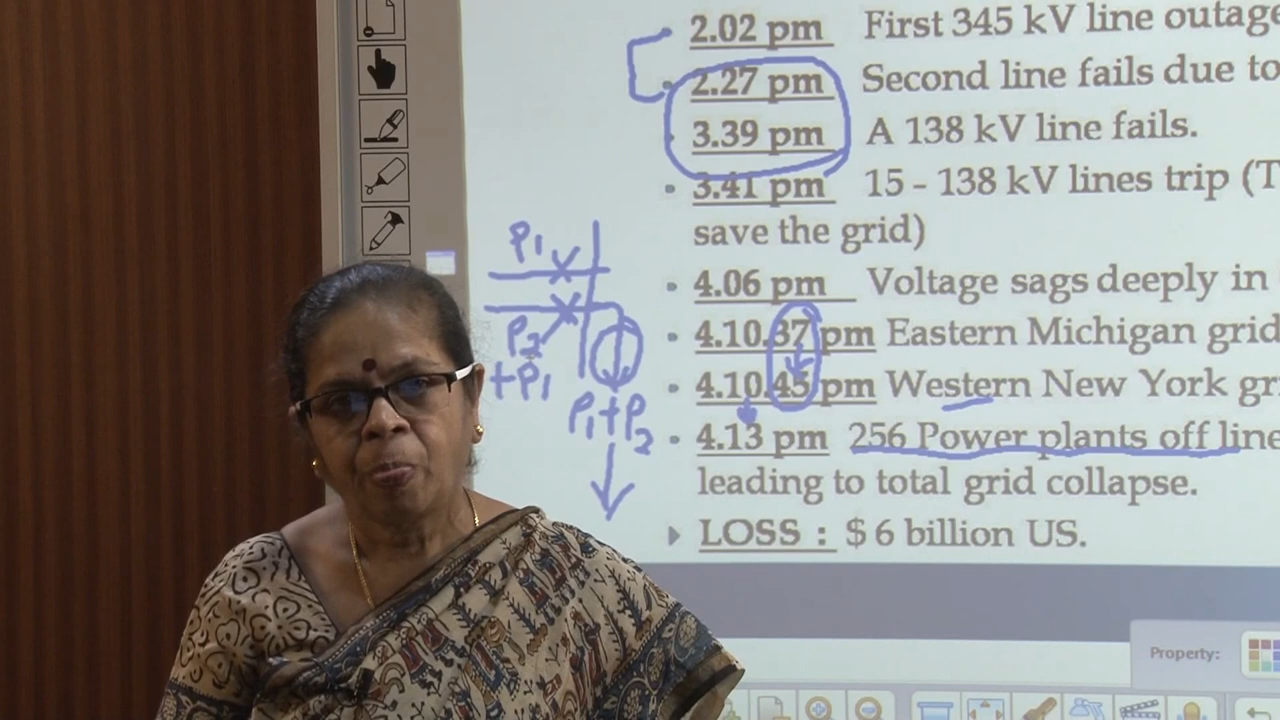 2.02 pm First 345 kV line outage
2.27 pm Second line fails due to
3.39 pm A 138 kV line fails.
3.41 pm 15 - 138 kV lines trip (T
save the grid)
4.06 pm Voltage sags deeply in
4.10.37 pm Eastern Michigan grid
4.10.45 pm Western New York gr
4.13 pm 256 Power plants off line
leading to total grid collapse.
LOSS : $ 6 billion US.
P1
P2
+P1
P1+P2
Property: